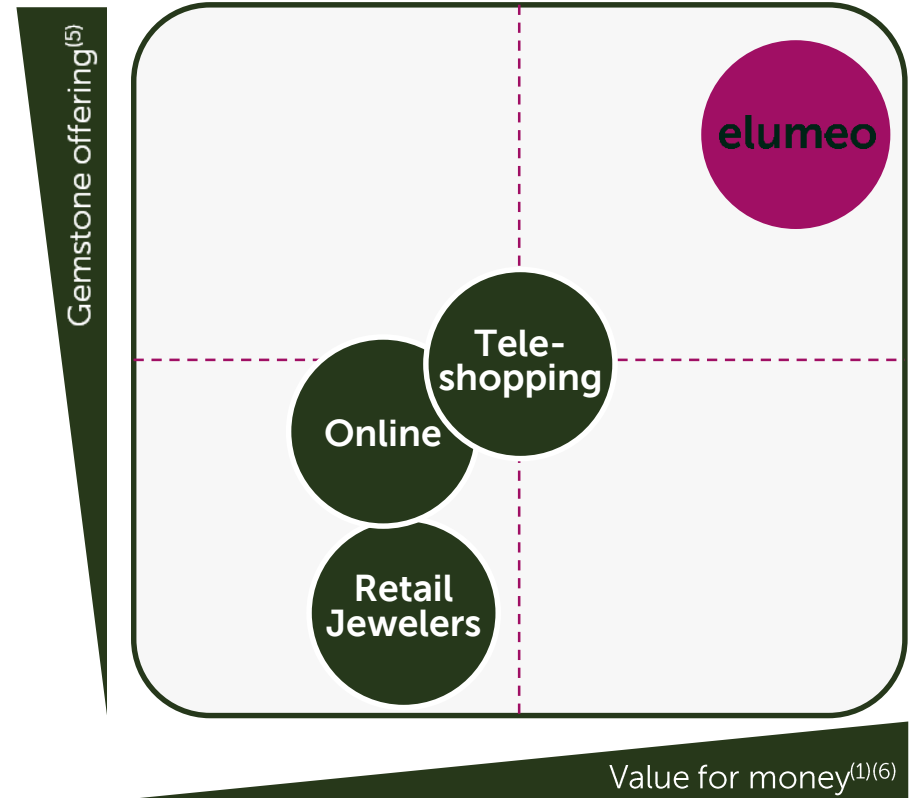 Gemstone offering(5)
elumeo
Tele-
shopping
Online
Retail
Jewelers
Value for money(1)(6)